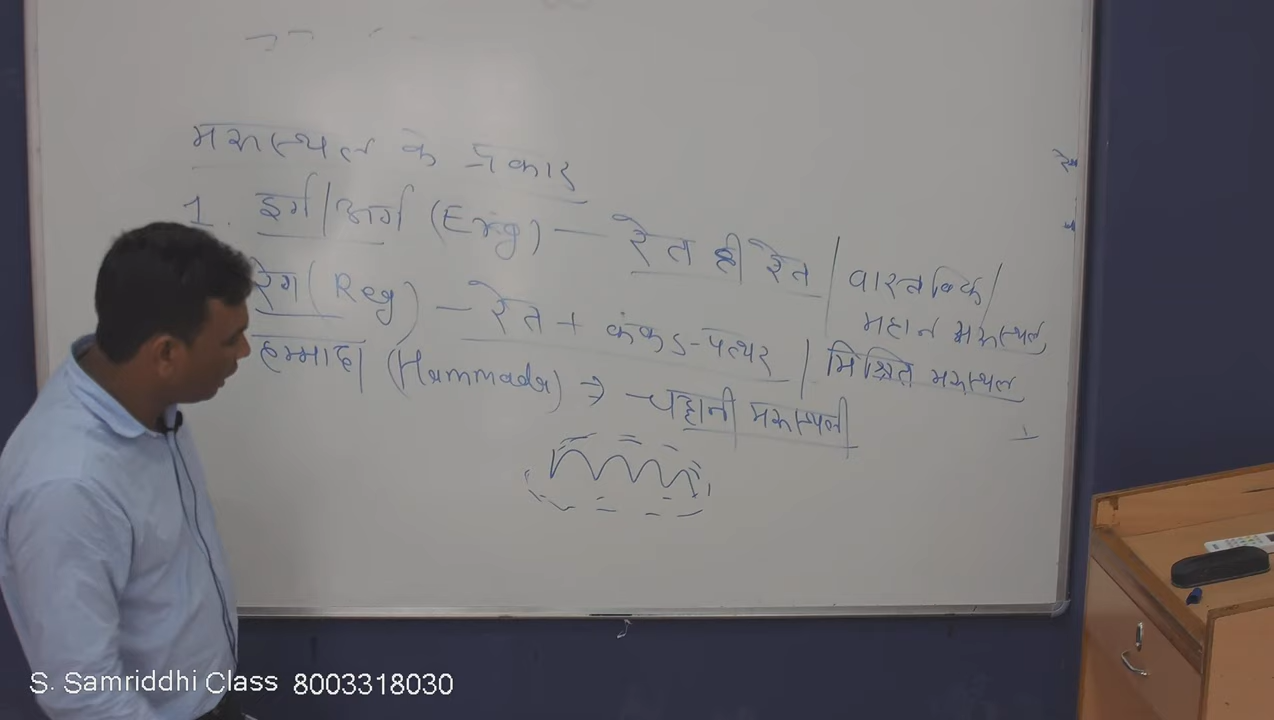 मरुस्थल के प्रकार
1. इर्ग/अर्ग (Erg) — रेत ही रेत / वास्तविक/
महान मरुस्थल
रेग (Reg) — रेत + कंकड-पत्थर / मिश्रित मरुस्थल
हम्मादा (Hammada) → चट्टानी मरुस्थली
S. Samriddhi Class 8003318030